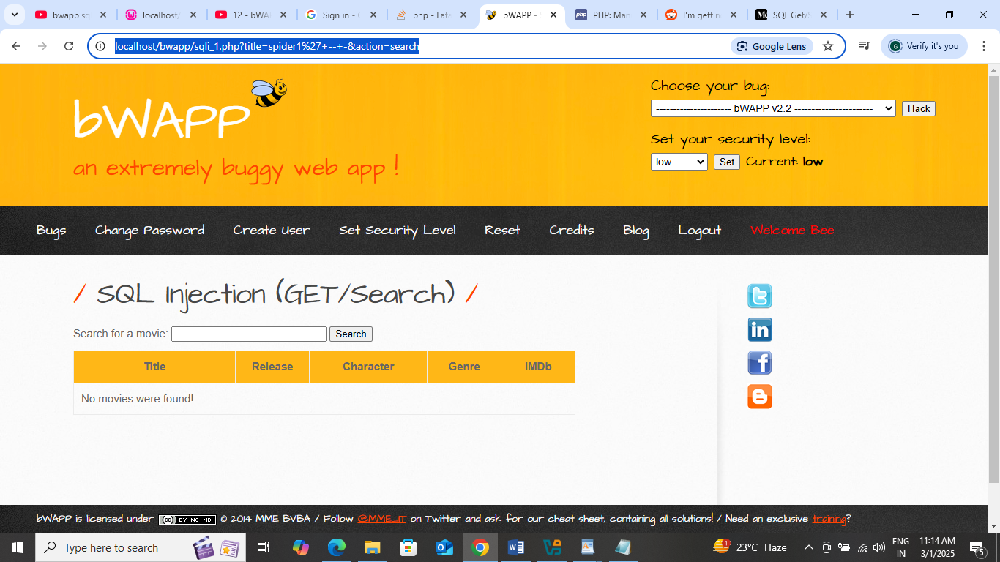 bwapp sq
localhost/
12 - bWAP
Sign in - G
php - Fata
bWAPP - S
PHP: Man
I'm gettin
SQL Get/S
localhost/bwapp/sqli_1.php?title=spider1%27+--+-&action=search
Google Lens
G
Verify it's you
bWAPP
an extremely buggy web app !
Choose your bug:
---------------------- bWAPP v2.2 -----------------------
Hack
Set your security level:
low
Set
Current: low
Bugs
Change Password
Create User
Set Security Level
Reset
Credits
Blog
Logout
Welcome Bee
/ SQL Injection (GET/Search) /
Search for a movie:
Search
Title Release Character Genre IMDb
No movies were found!
bWAPP is licensed under (cc) BY-NC-ND © 2014 MME BVBA / Follow @MME_IT on Twitter and ask for our cheat sheet, containing all solutions! / Need an exclusive training?
Type here to search
1
23°C Haze
ENG
IN
11:14 AM
3/1/2025
5